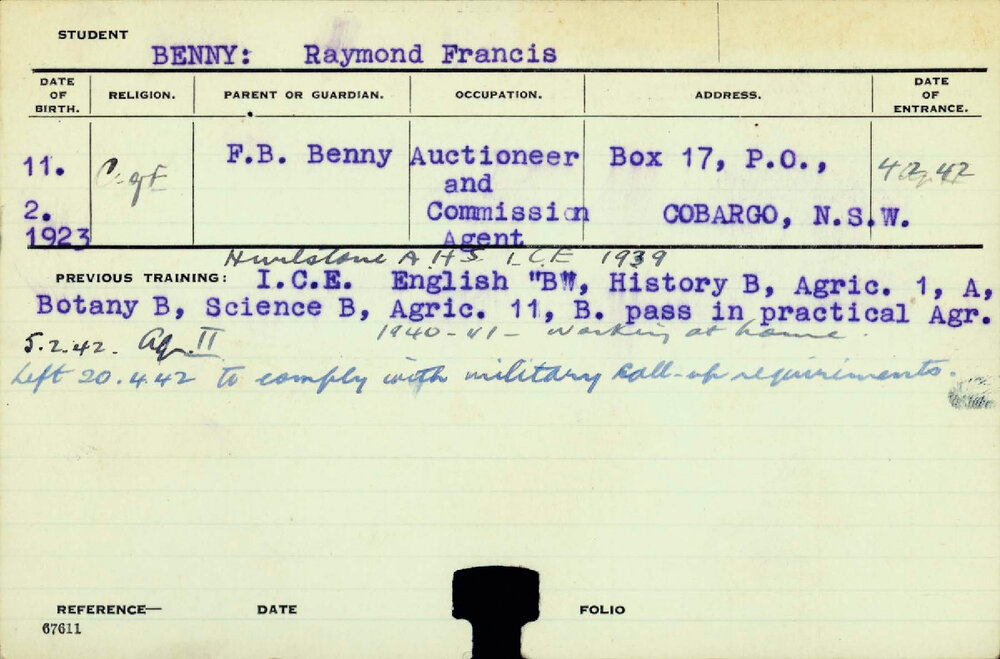 STUDENT
BENNY: Raymond Francis
DATE OF BIRTH. RELIGION. PARENT OR GUARDIAN. OCCUPATION. ADDRESS. DATE OF ENTRANCE.
11. C. of E F.B. Benny Auctioneer Box 17, P.O., 42
and
2. Commission COBARGO, N.S.W.
1923 Agent
Hurlstone A.H.S I.C.E 1939
PREVIOUS TRAINING: I.C.E. English "B", History B, Agric. 1, A,
Botany B, Science B, Agric. 11, B. pass in practical Agr.
1940-41 - working at home
5.2.42. Ag. II
Left 20.4.42 to comply with military call-up requirements.
REFERENCE— DATE FOLIO
67611